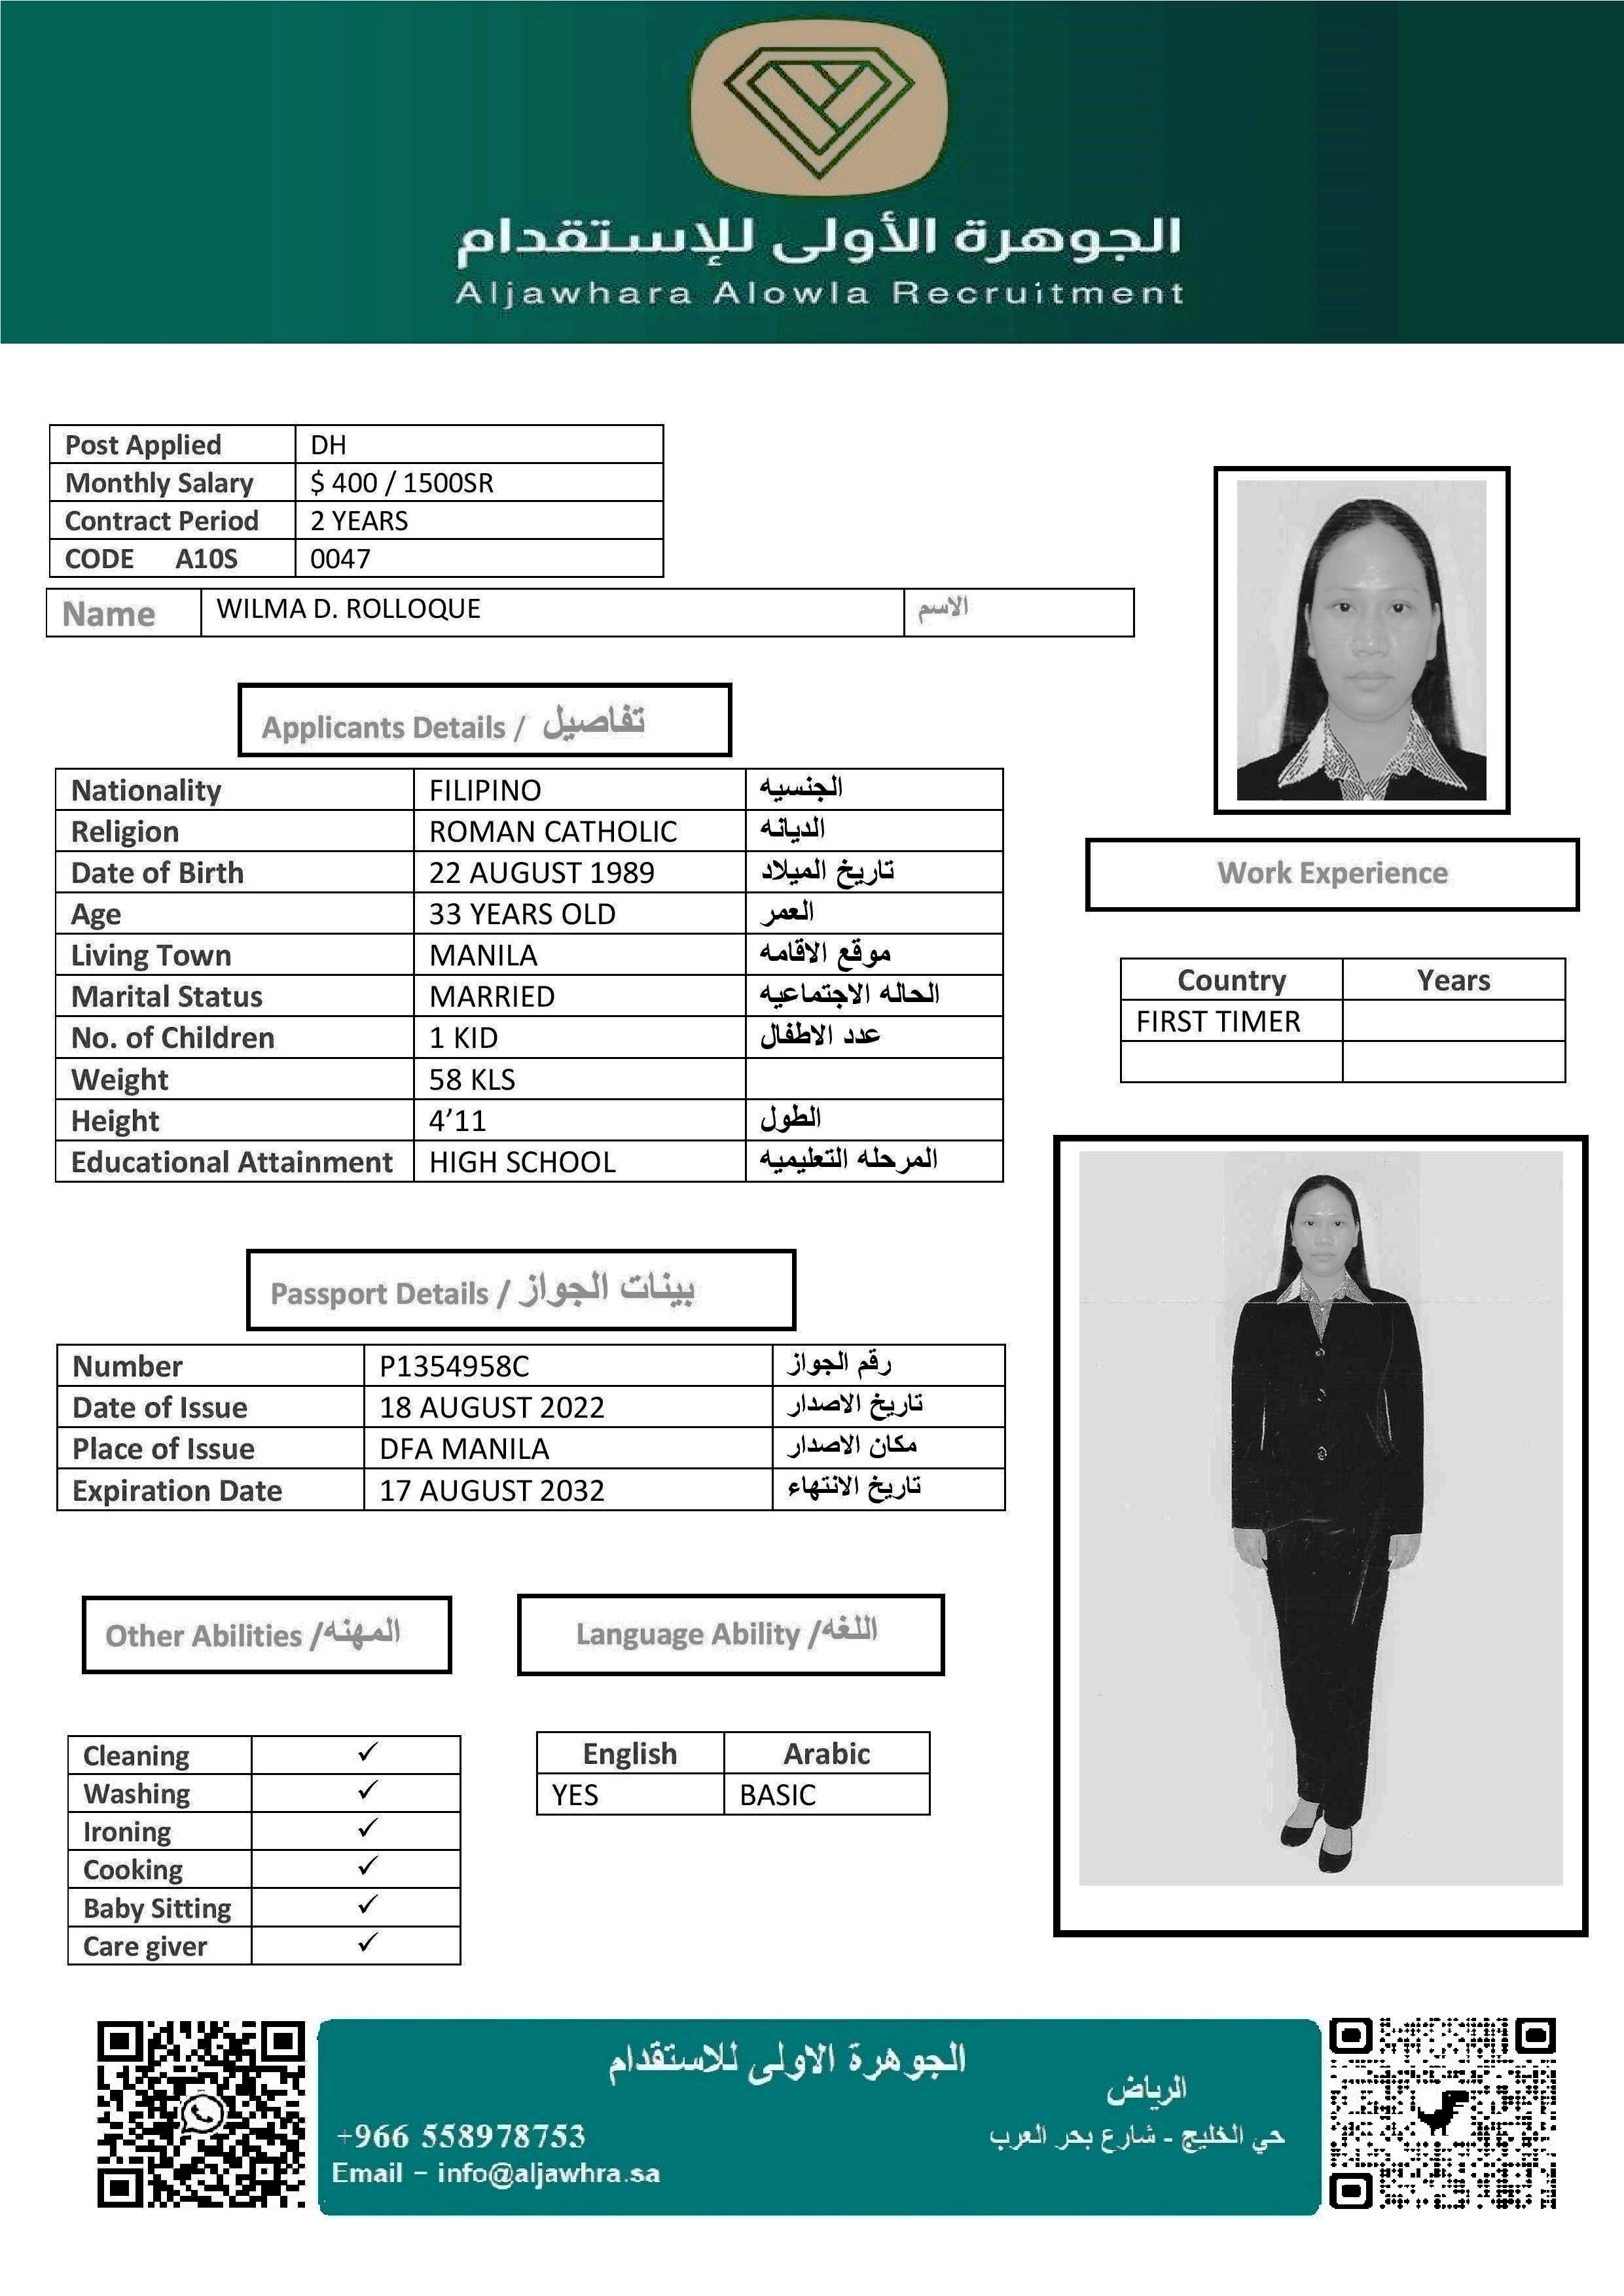 الجوهرة الأولى للإستقدام
Aljawhara Alowla Recruitment
Post Applied DH
Monthly Salary $ 400 / 1500SR
Contract Period 2 YEARS
CODE A10S 0047
Name WILMA D. ROLLOQUE الاسم
Applicants Details / تفاصيل
Nationality FILIPINO الجنسيه
Religion ROMAN CATHOLIC الديانه
Date of Birth 22 AUGUST 1989 تاريخ الميلاد
Age 33 YEARS OLD العمر
Living Town MANILA موقع الاقامه
Marital Status MARRIED الحاله الاجتماعيه
No. of Children 1 KID عدد الاطفال
Weight 58 KLS
Height 4’11 الطول
Educational Attainment HIGH SCHOOL المرحله التعليميه
Work Experience
Country Years
FIRST TIMER
Passport Details / بينات الجواز
Number P1354958C رقم الجواز
Date of Issue 18 AUGUST 2022 تاريخ الاصدار
Place of Issue DFA MANILA مكان الاصدار
Expiration Date 17 AUGUST 2032 تاريخ الانتهاء
Other Abilities /المهنه
Cleaning ✓
Washing ✓
Ironing ✓
Cooking ✓
Baby Sitting ✓
Care giver ✓
Language Ability /اللغه
English Arabic
YES BASIC
الجوهرة الاولى للاستقدام
الرياض
حي الخليج - شارع بحر العرب
+966 558978753
Email – info@aljawhra.sa